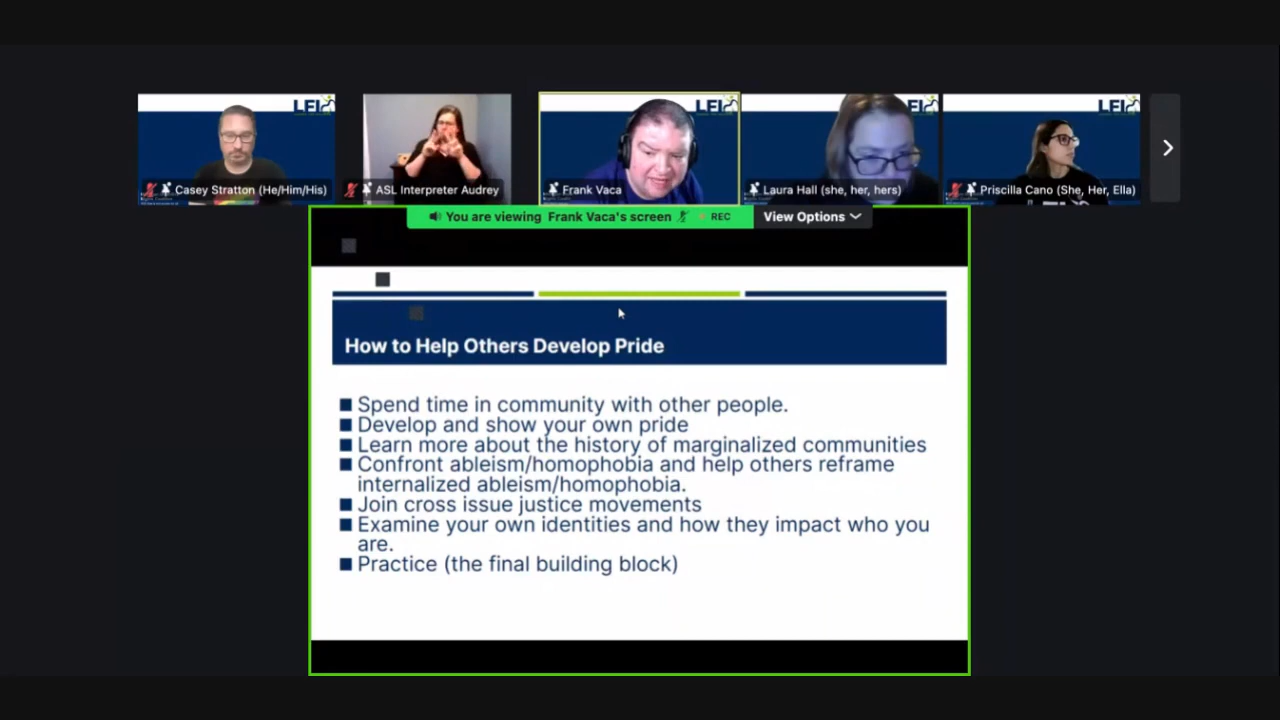 LEI
LEI
LEI
LEI
Casey Stratton (He/Him/His)
ASL Interpreter Audrey
Frank Vaca
Laura Hall (she, her, hers)
Priscilla Cano (She, Her, Ella)
You are viewing Frank Vaca's screen
REC
View Options
How to Help Others Develop Pride
Spend time in community with other people.
Develop and show your own pride
Learn more about the history of marginalized communities
Confront ableism/homophobia and help others reframe
internalized ableism/homophobia.
Join cross issue justice movements
Examine your own identities and how they impact who you
are.
Practice (the final building block)